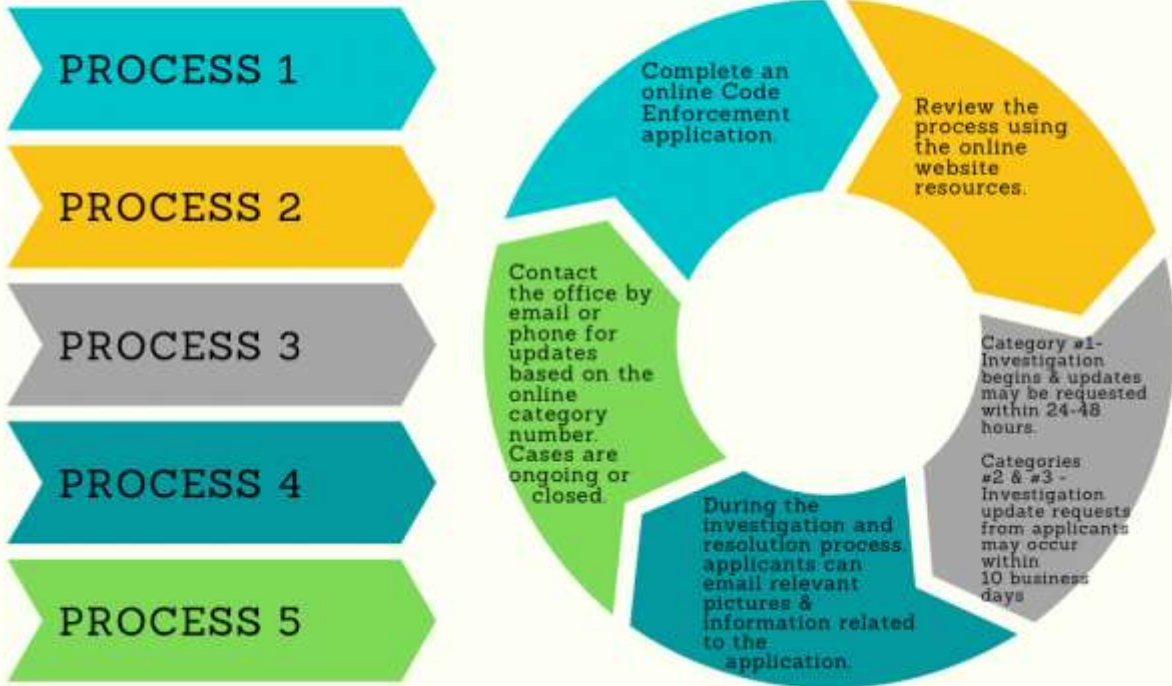 PROCESS 1
PROCESS 2
PROCESS 3
PROCESS 4
PROCESS 5
Complete an
online Code
Enforcement
application.
Review the
process using
the online
website
resources.
Category #1-
Investigation
begins & updates
may be requested
within 24-48
hours.
Categories
#2 & #3 -
Investigation
update requests
from applicants
may occur
within
10 business
days
During the
investigation and
resolution process,
applicants can
email relevant
pictures &
information related
to the
application.
Contact
the office by
email or
phone for
updates
based on the
online
category
number.
Cases are
ongoing or
closed.